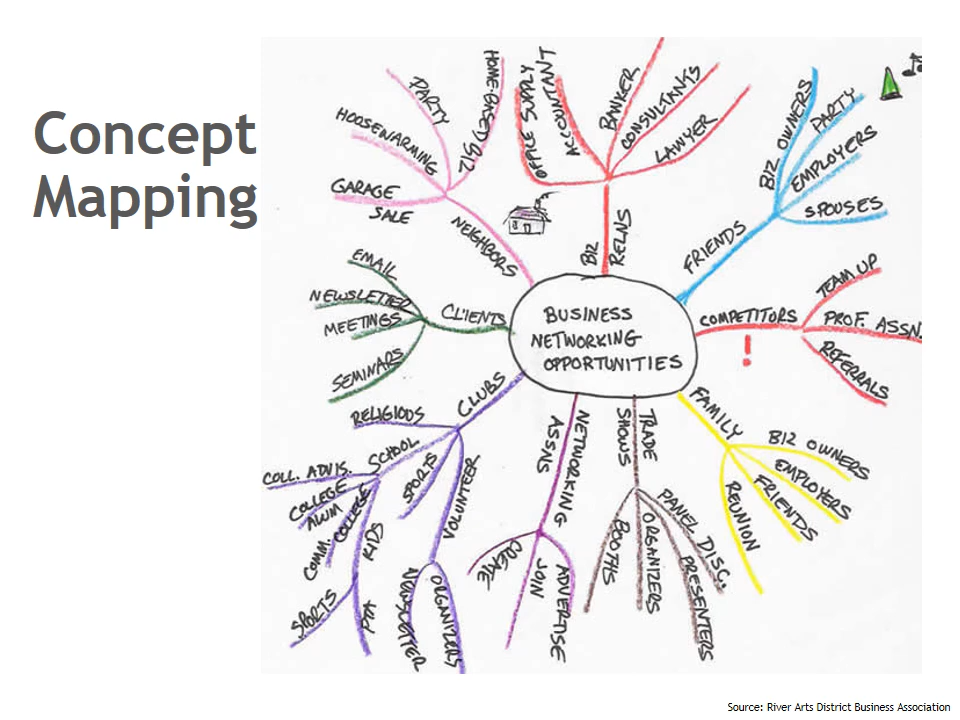 Concept
Mapping
BUSINESS
NETWORKING
OPPORTUNITIES
BIZ
RELNS
OFFICE SUPPLY
ACCOUNTANT
BANKER
CONSULTANTS
LAWYER
FRIENDS
BIZ OWNERS
PARTY
EMPLOYERS
SPOUSES
COMPETITORS
!
TEAM UP
PROF. ASSN.
REFERRALS
FAMILY
BIZ OWNERS
EMPLOYERS
FRIENDS
REUNION
TRADE
SHOWS
PANEL DISC.
PRESENTERS
ORGANIZERS
BOOTHS
NETWORKING
ASSNS
ADVERTISE
JOIN
CREATE
CLUBS
RELIGIOUS
SCHOOL
COLL. ADVIS.
COLLEGE
ALUM
COMM. COLLEGE
KIDS
SPORTS
SPORTS
VOLUNTEER
ORGANIZERS
NEWSLETTER
CLIENTS
EMAIL
NEWSLETTER
MEETINGS
SEMINARS
NEIGHBORS
GARAGE
SALE
HOUSEWARMING
PARTY
HOME-BASED BIZ
Source: River Arts District Business Association